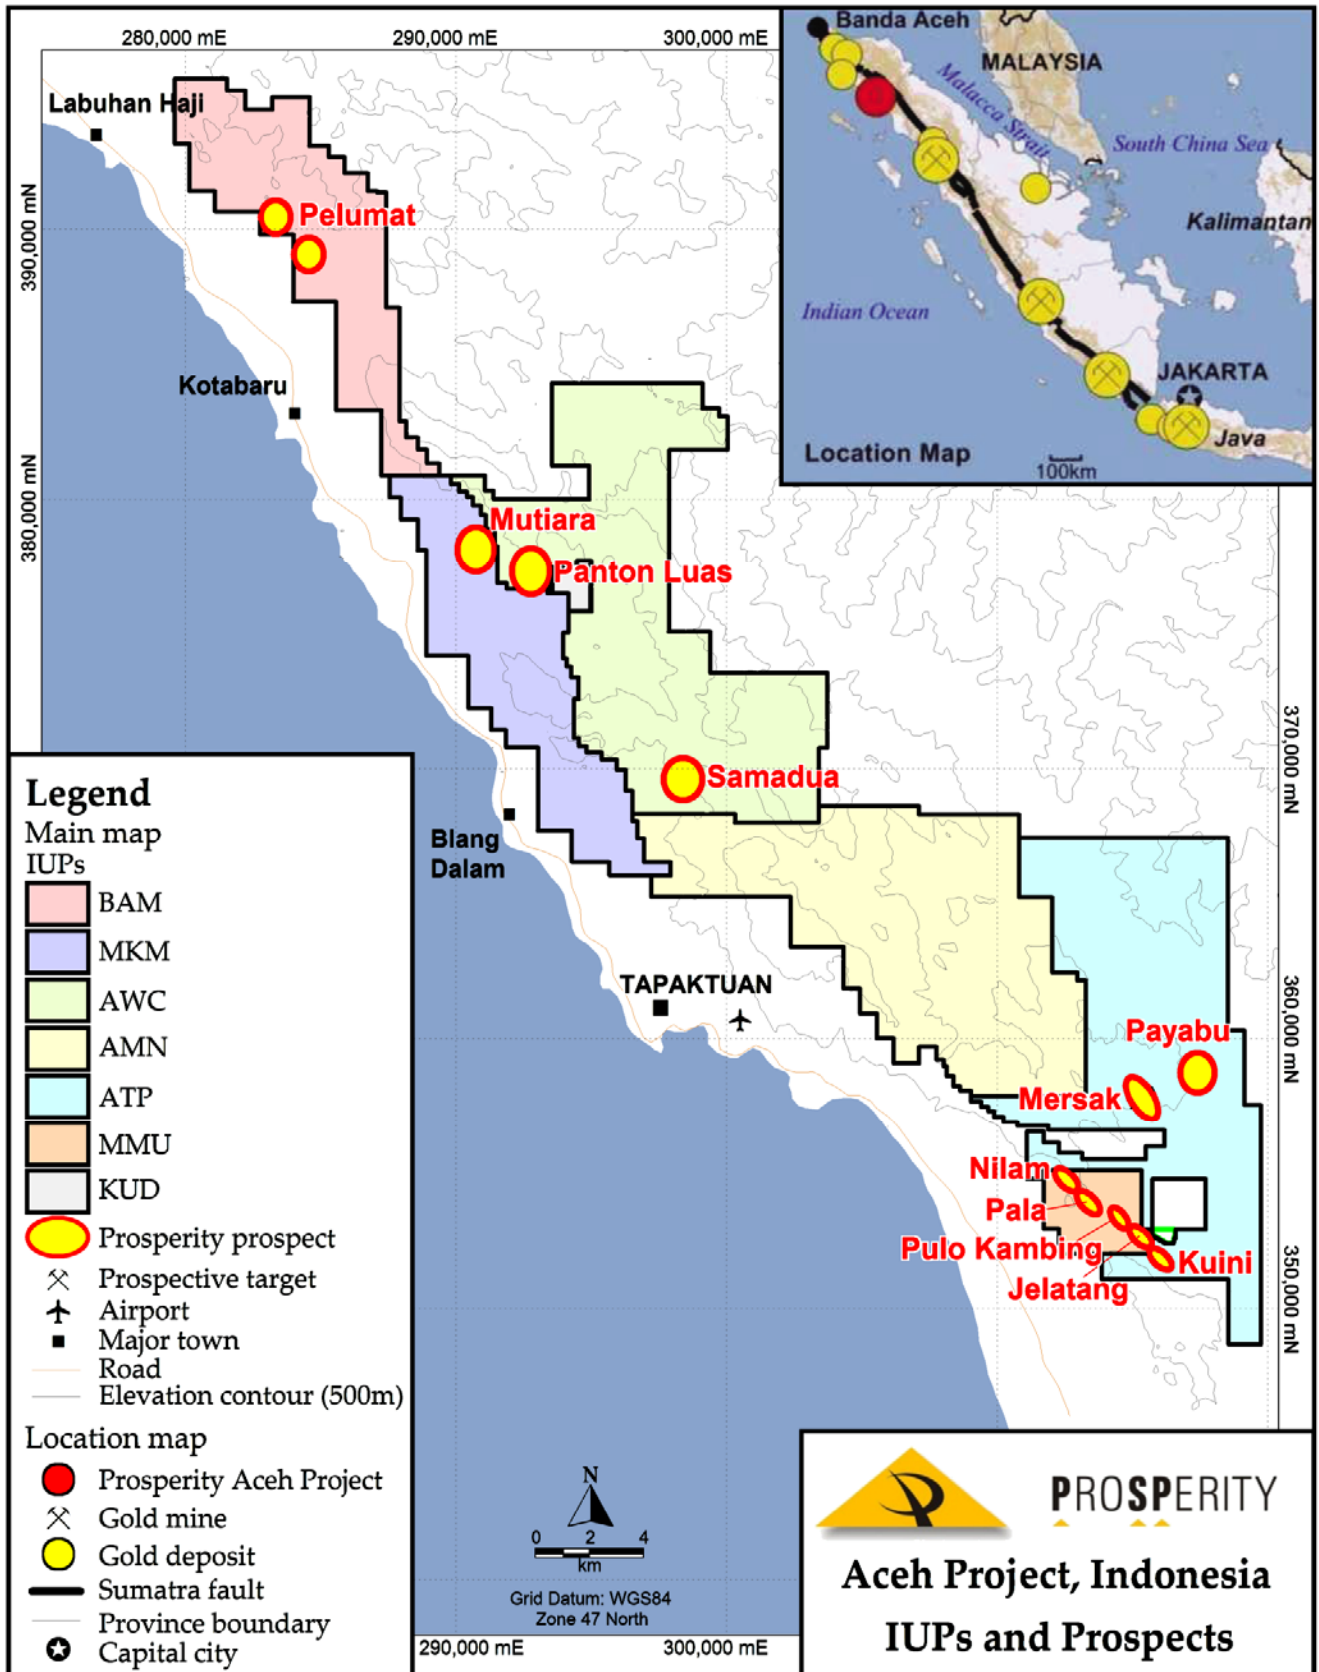 280,000 mE
290,000 mE
300,000 mE
Banda Aceh
MALAYSIA
Malacca Strait
South China Sea
Kalimantan
Indian Ocean
JAKARTA
Java
Location Map
100km
Labuhan Haji
390,000 mN
Pelumat
Kotabaru
380,000 mN
Mutiara
Panton Luas
370,000 mN
Samadua
Blang
Dalam
TAPAKTUAN
360,000 mN
Payabu
Mersak
Nilam
Pala
Pulo Kambing
Kuini
Jelatang
350,000 mN
Legend
Main map
IUPs
BAM
MKM
AWC
AMN
ATP
MMU
KUD
Prosperity prospect
Prospective target
Airport
Major town
Road
Elevation contour (500m)
Location map
Prosperity Aceh Project
Gold mine
Gold deposit
Sumatra fault
Province boundary
Capital city
N
0 2 4
km
Grid Datum: WGS84
Zone 47 North
290,000 mE
300,000 mE
PROSPERITY
Aceh Project, Indonesia
IUPs and Prospects